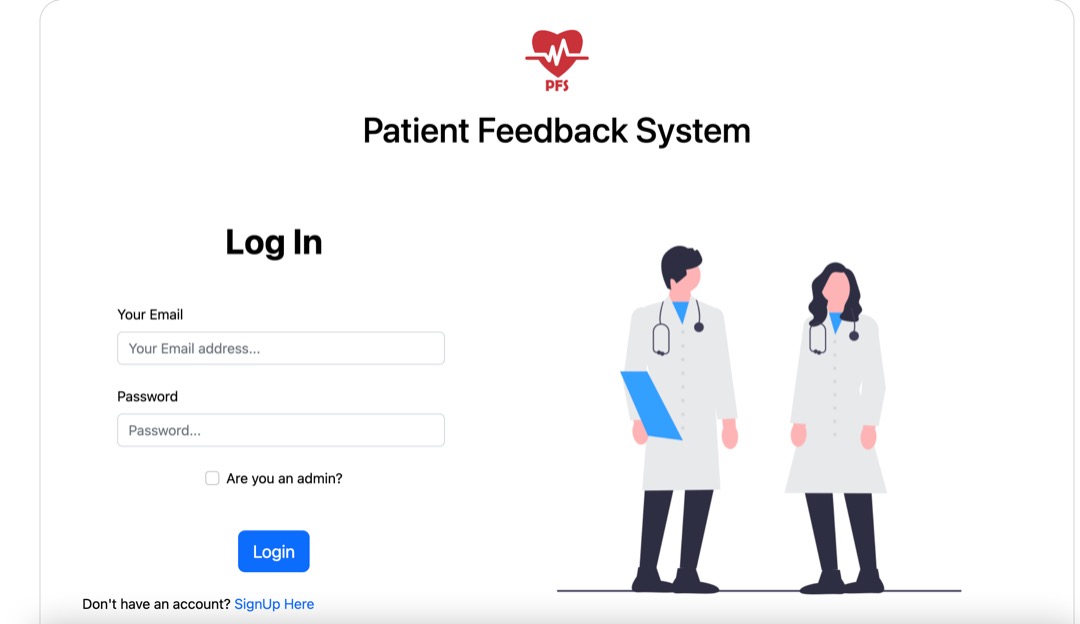 PFS
Patient Feedback System
Log In
Your Email
Your Email address...
Password
Password...
Are you an admin?
Login
Don't have an account? SignUp Here